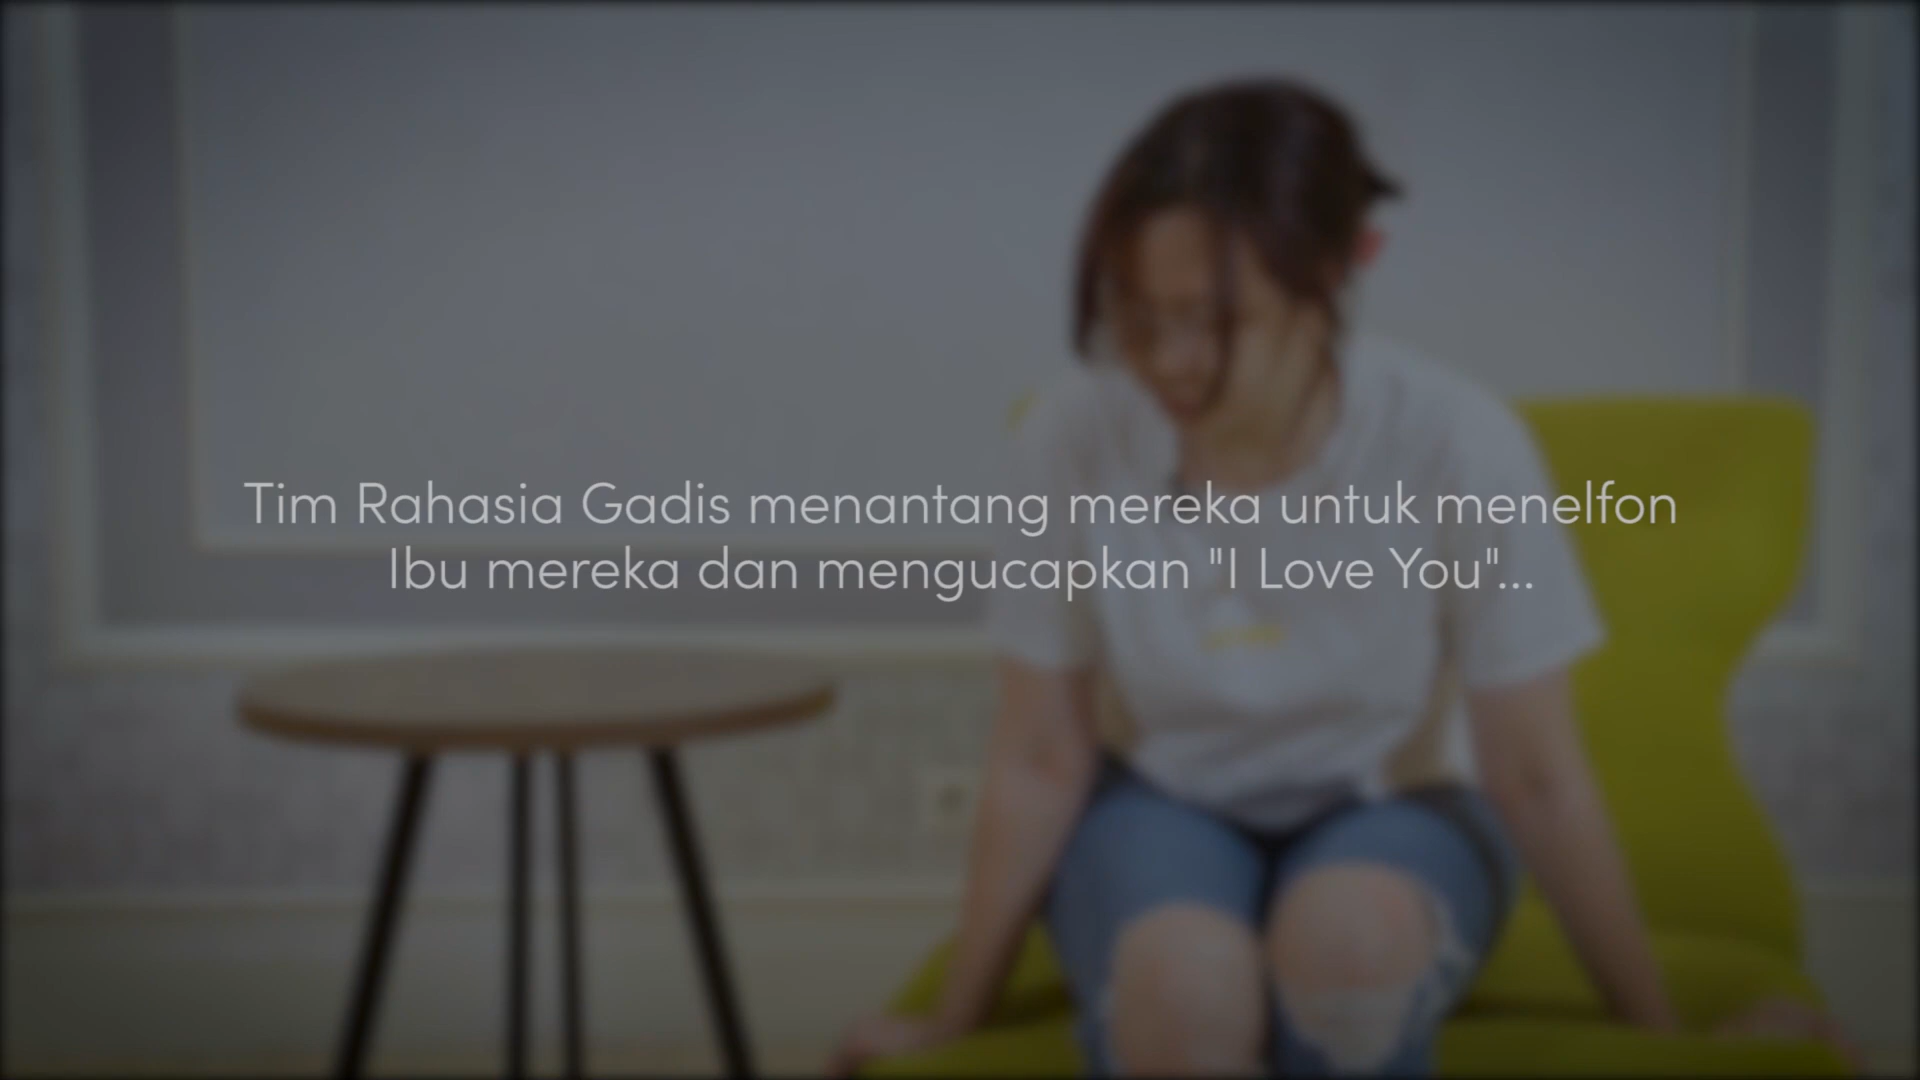 Tim Rahasia Gadis menantang mereka untuk menelfon
Ibu mereka dan mengucapkan "I Love You"...